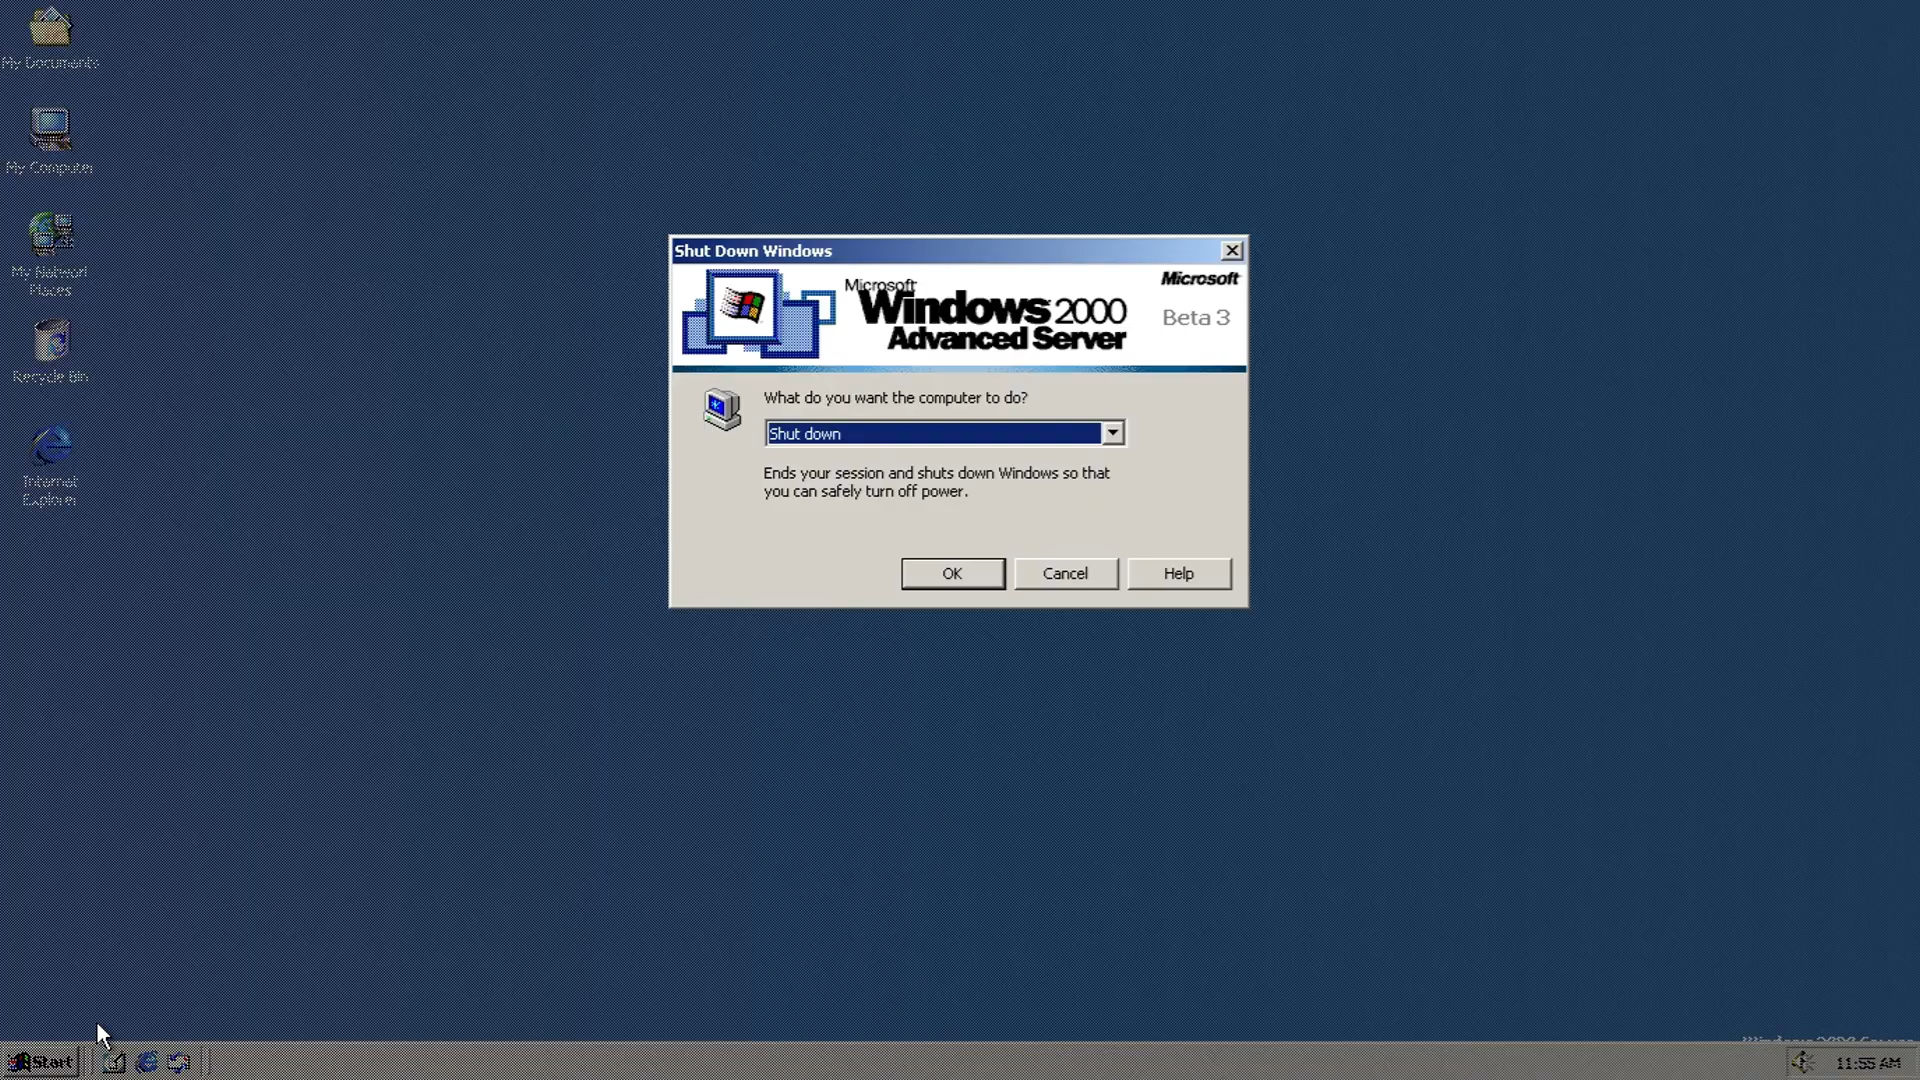 My Documents
My Computer
My Network
Places
Recycle Bin
Internet
Explorer
Shut Down Windows
Microsoft
Windows 2000
Advanced Server
Microsoft
Beta 3
What do you want the computer to do?
Shut down
Ends your session and shuts down Windows so that
you can safely turn off power.
OK
Cancel
Help
Start
11:55 AM